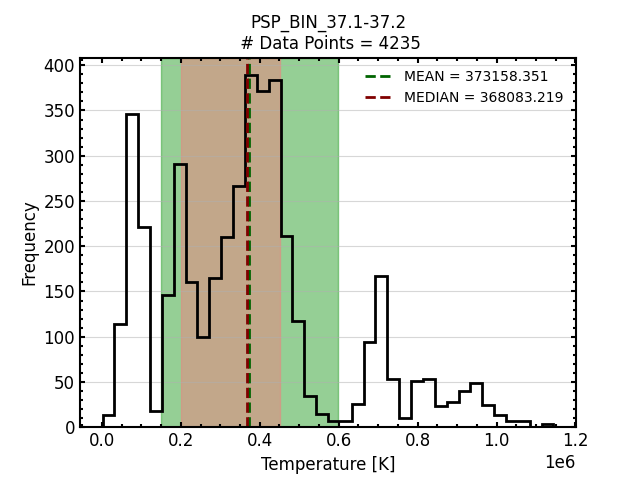 PSP_BIN_37.1-37.2
# Data Points = 4235
MEAN = 373158.351
MEDIAN = 368083.219
400
350
300
250
200
150
100
50
0
Frequency
0.0 0.2 0.4 0.6 0.8 1.0 1.2
Temperature [K]
1e6